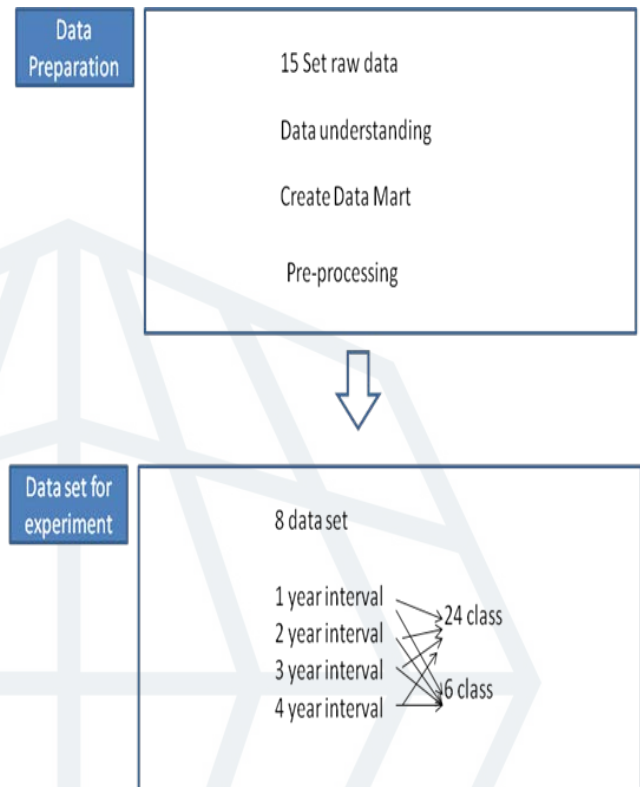 Data
Preparation
15 Set raw data
Data understanding
Create Data Mart
Pre-processing
Data set for
experiment
8 data set
1 year interval
2 year interval
3 year interval
4 year interval
24 class
6 class